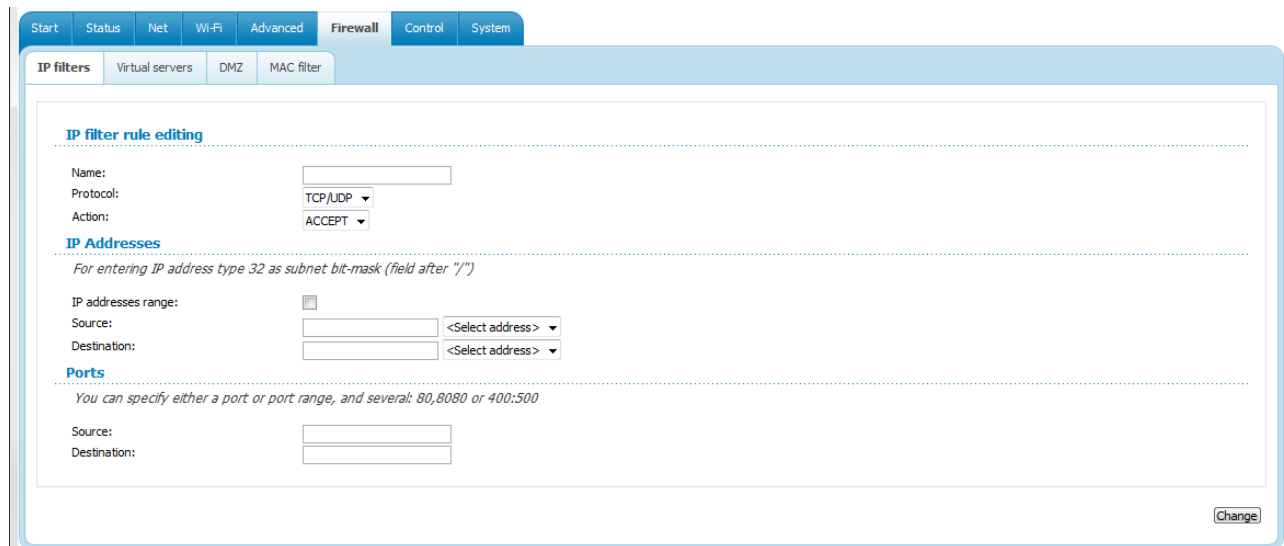 Start Status Net Wi-Fi Advanced Firewall Control System
IP filters Virtual servers DMZ MAC filter
IP filter rule editing
Name:
Protocol: TCP/UDP
Action: ACCEPT
IP Addresses
For entering IP address type 32 as subnet bit-mask (field after "/")
IP addresses range:
Source: <Select address>
Destination: <Select address>
Ports
You can specify either a port or port range, and several: 80,8080 or 400:500
Source:
Destination:
Change